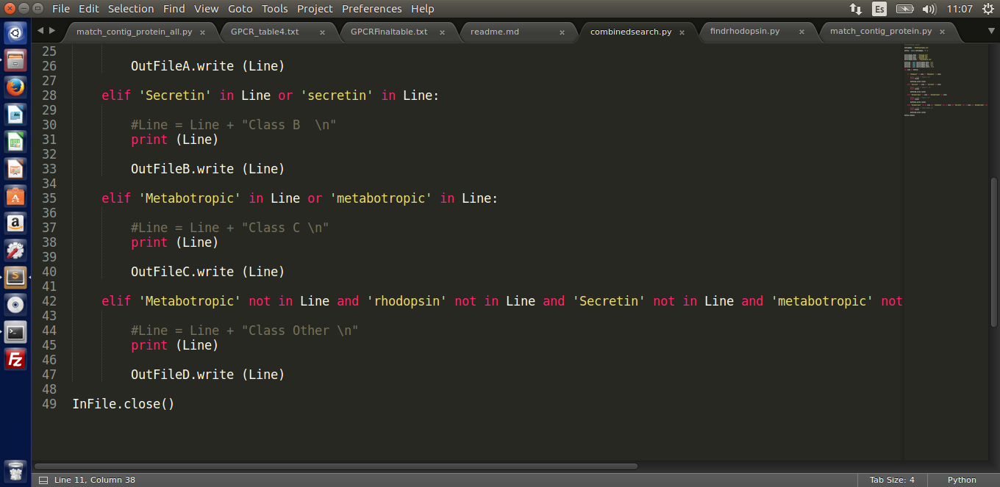 File Edit Selection Find View Goto Tools Project Preferences Help
Es
11:07
match_contig_protein_all.py ×
GPCR_table4.txt ×
GPCRFinaltable.txt ×
readme.md ×
combinedsearch.py ×
findrhodopsin.py ×
match_contig_protein.py ×
25
26 OutFileA.write (Line)
27
28 elif 'Secretin' in Line or 'secretin' in Line:
29
30 #Line = Line + "Class B  \n"
31 print (Line)
32
33 OutFileB.write (Line)
34
35 elif 'Metabotropic' in Line or 'metabotropic' in Line:
36
37 #Line = Line + "Class C \n"
38 print (Line)
39
40 OutFileC.write (Line)
41
42 elif 'Metabotropic' not in Line and 'rhodopsin' not in Line and 'Secretin' not in Line and 'metabotropic' not
43
44 #Line = Line + "Class Other \n"
45 print (Line)
46
47 OutFileD.write (Line)
48
49 InFile.close()
a
S
Fz
Line 11, Column 38
Tab Size: 4
Python